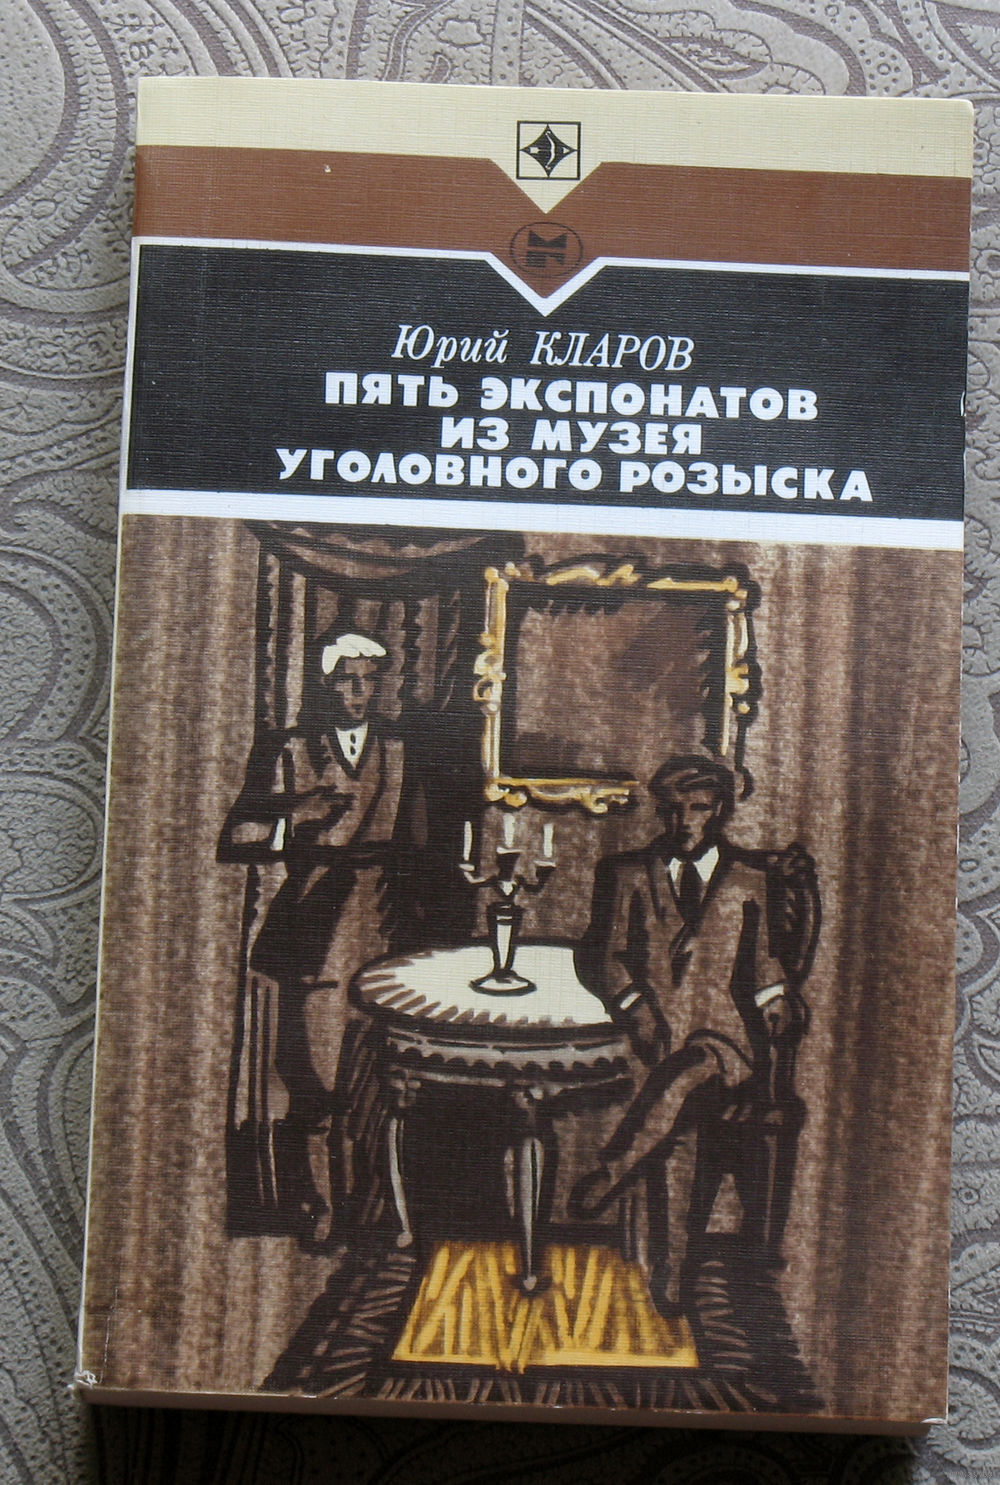 Юрий КЛАРОВ
ПЯТЬ ЭКСПОНАТОВ
ИЗ МУЗЕЯ
УГОЛОВНОГО РОЗЫСКА